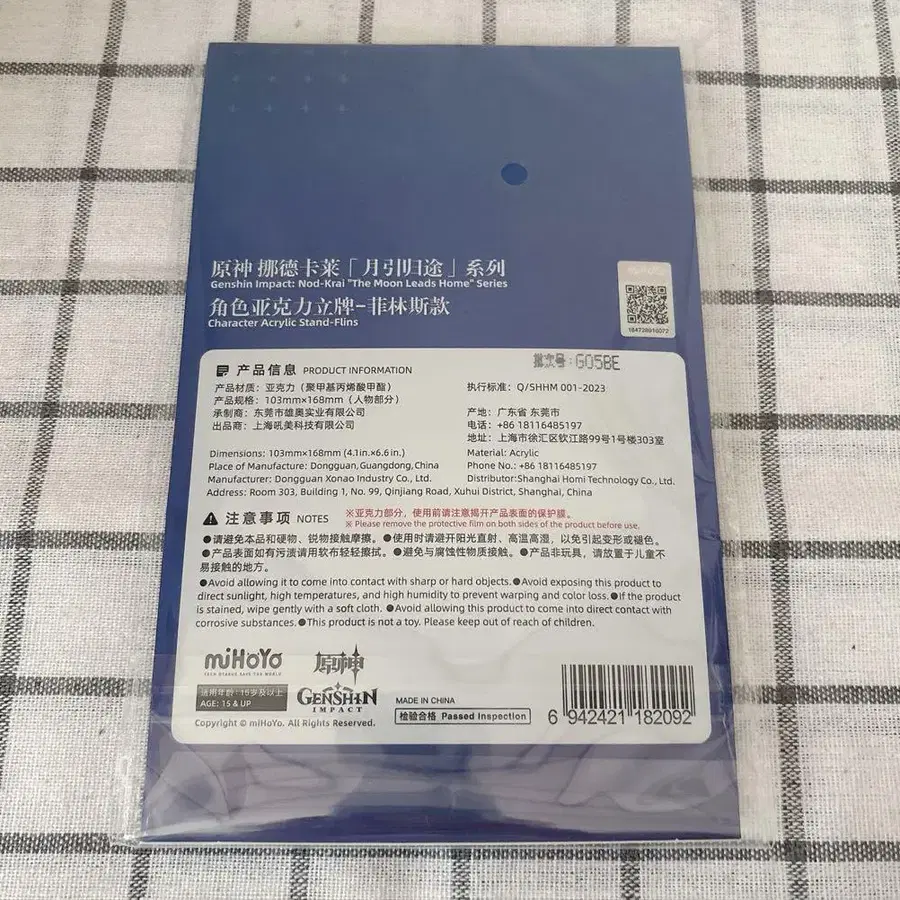 原神 挪德卡莱「月引归途」系列
Genshin Impact: Nod-Krai "The Moon Leads Home" Series
角色亚克力立牌-菲林斯款
Character Acrylic Stand-Flins
批次号:G05BE
产品信息 PRODUCT INFORMATION
产品材质:亚克力(聚甲基丙烯酸甲酯)
产品规格:103mm×168mm(人物部分)
承制商:东莞市雄奥实业有限公司
出品商:上海吼美科技有限公司
执行标准:Q/SHHM 001-2023
产地:广东省 东莞市
电话:+86 18116485197
地址:上海市徐汇区钦江路99号1号楼303室
Dimensions: 103mm×168mm (4.1in.×6.6in.)
Material: Acrylic
Place of Manufacture: Dongguan,Guangdong,China
Phone No.: +86 18116485197
Manufacturer: Dongguan Xonao Industry Co., Ltd.
Distributor:Shanghai Homi Technology Co., Ltd.
Address: Room 303, Building 1, No. 99, Qinjiang Road, Xuhui District, Shanghai, China
注意事项 NOTES
※亚克力部分,使用前请注意揭开产品表面的保护膜。
※ Please remove the protective film on both sides of the product before use.
●请避免本品和硬物、锐物接触摩擦。●使用时请避开阳光直射、高温高湿,以免引起变形或褪色。
●产品表面如有污渍请用软布轻轻擦拭。●避免与腐蚀性物质接触。●产品非玩具,请放置于儿童不
易接触的地方。
●Avoid allowing it to come into contact with sharp or hard objects.●Avoid exposing this product to
direct sunlight, high temperatures, and high humidity to prevent warping and color loss.●If the product
is stained, wipe gently with a soft cloth. ●Avoid allowing this product to come into direct contact with
corrosive substances.●This product is not a toy. Please keep out of reach of children.
miHoYo
TECH OTAKUS SAVE THE WORLD
原神
GENSHIN
IMPACT
适用年龄:15岁及以上
AGE: 15 & UP
Copyright © miHoYo. All Rights Reserved.
MADE IN CHINA
检验合格 Passed Inspection
6 942421 182092